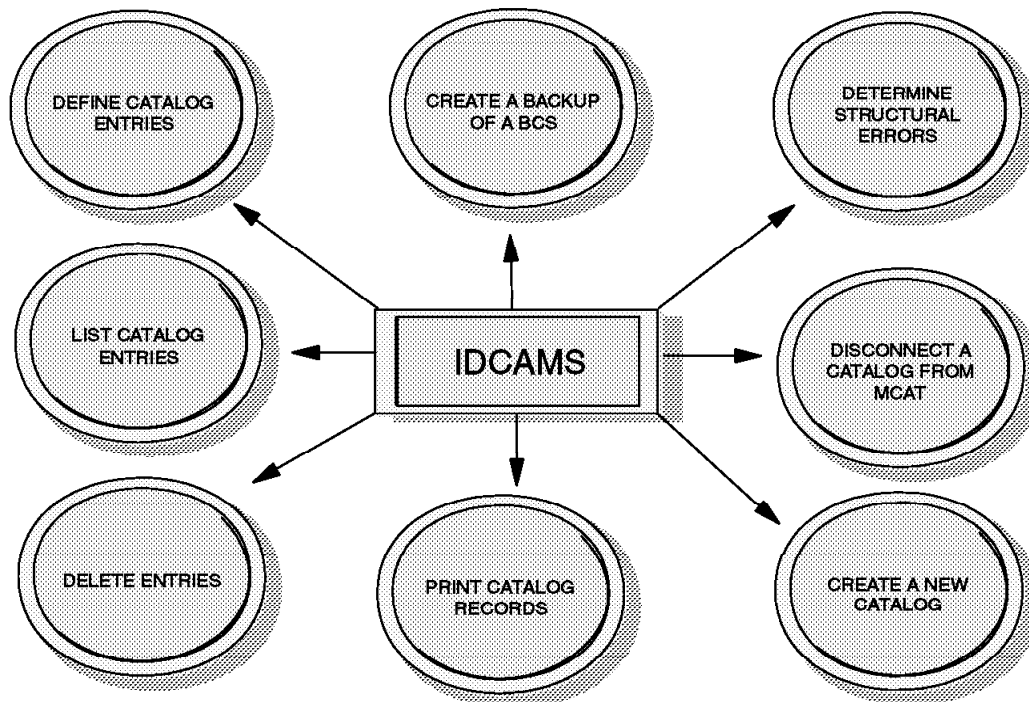 DEFINE CATALOG
ENTRIES
CREATE A BACKUP
OF A BCS
DETERMINE
STRUCTURAL
ERRORS
LIST CATALOG
ENTRIES
IDCAMS
DISCONNECT A
CATALOG FROM
MCAT
DELETE ENTRIES
PRINT CATALOG
RECORDS
CREATE A NEW
CATALOG